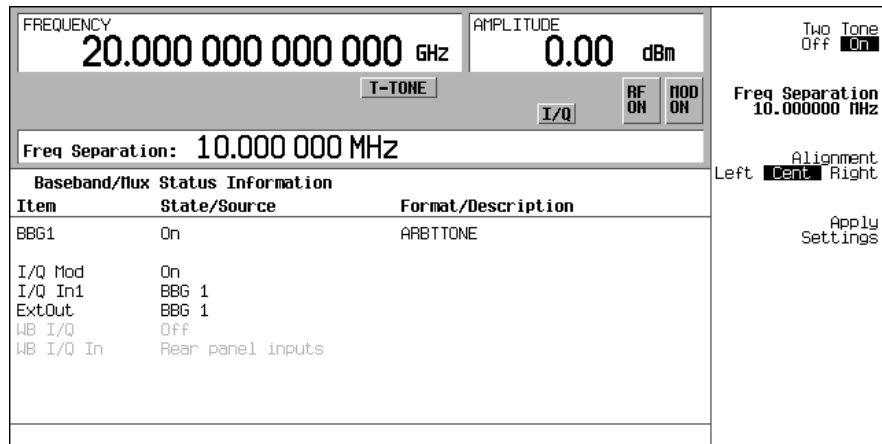 FREQUENCY
20.000 000 000 000 GHz
AMPLITUDE
0.00 dBm
T-TONE
I/Q
RF ON
MOD ON
Freq Separation: 10.000 000 MHz
Baseband/Mux Status Information
Item State/Source Format/Description
BBG1 On ARBTTONE
I/Q Mod On
I/Q In1 BBG 1
ExtOut BBG 1
WB I/Q Off
WB I/Q In Rear panel inputs
Two Tone
Off On
Freq Separation
10.000000 MHz
Alignment
Left Cent Right
Apply
Settings